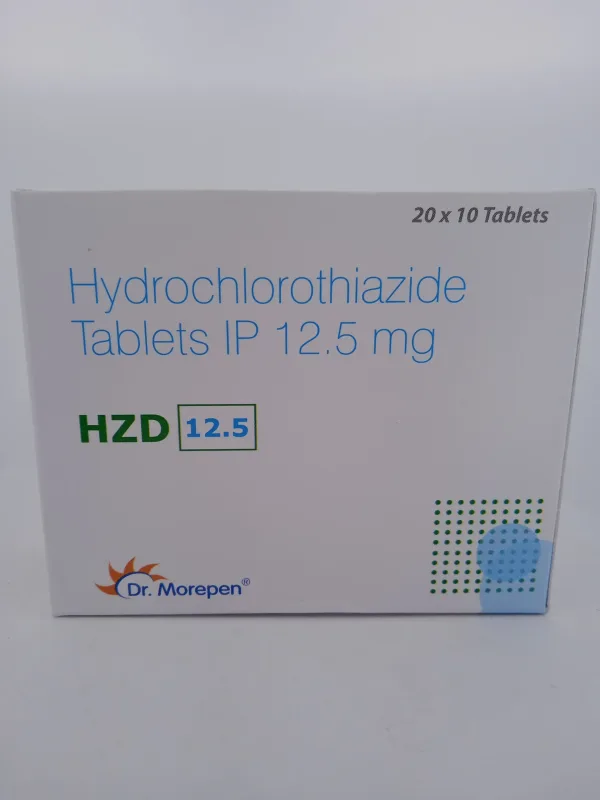 20 x 10 Tablets
Hydrochlorothiazide
Tablets IP 12.5 mg
HZD 12.5
Dr. Morepen®